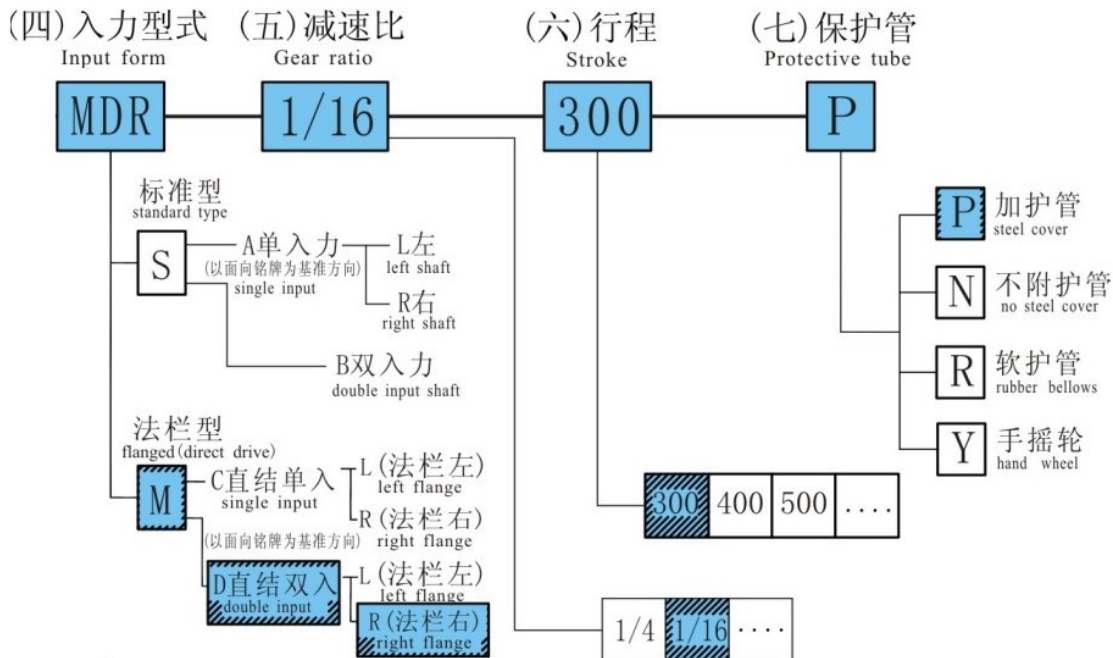 (四)入力型式 (五)减速比 (六)行程 (七)保护管
Input form Gear ratio Stroke Protective tube
MDR 1/16 300 P
标准型
standard type
S
A单入力
(以面向铭牌为基准方向)
single input
L左
left shaft
R右
right shaft
B双入力
double input shaft
法栏型
flanged(direct drive)
M
C直结单入
single input
L(法栏左)
left flange
R(法栏右)
right flange
(以面向铭牌为基准方向)
D直结双入
double input
L(法栏左)
left flange
R(法栏右)
right flange
P 加护管
steel cover
N 不附护管
no steel cover
R 软护管
rubber bellows
Y 手摇轮
hand wheel
300 400 500 ....
1/4 1/16 ····